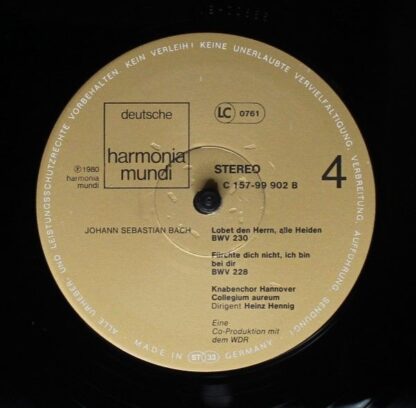 ALLE URHEBER- UND LEISTUNGSSCHUTZRECHTE VORBEHALTEN. KEIN VERLEIH! KEINE UNERLAUBTE VERVIELFÄLTIGUNG, VERBREITUNG, AUFFÜHRUNG, SENDUNG!
deutsche
harmonia
mundi
LC 0761
℗ 1980
harmonia
mundi
STEREO
C 157-99 902 B
4
JOHANN SEBASTIAN BACH
Lobet den Herrn, alle Heiden
BWV 230
Fürchte dich nicht, ich bin
bei dir
BWV 228
Knabenchor Hannover
Collegium aureum
Dirigent Heinz Hennig
Eine
Co-Produktion mit
dem WDR
MADE IN ST 33 GERMANY